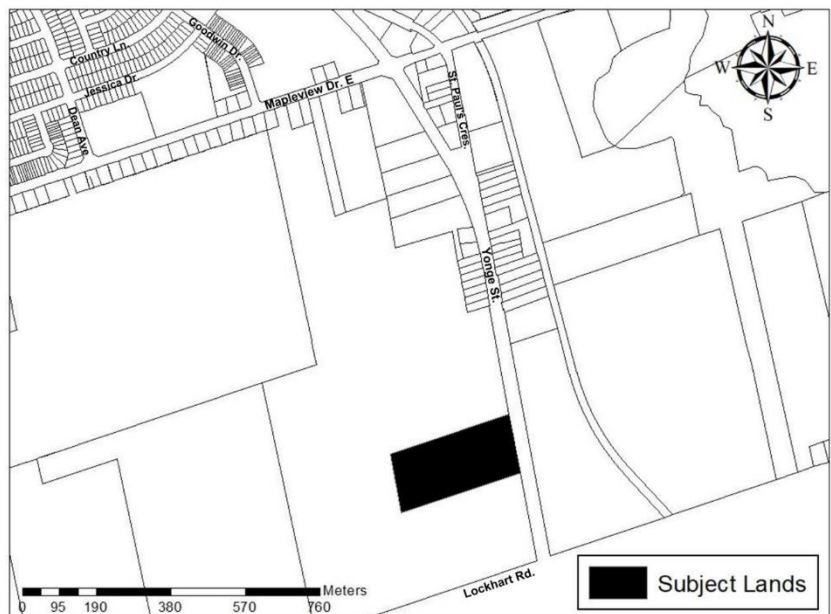 Country Ln.
Goodwin Dr.
Jessica Dr.
Dean Ave
Mapleview Dr. E
St. Paul's Cres.
N
W E
S
Yonge St.
Lockhart Rd.
Meters
0 95 190 380 570 760
Subject Lands